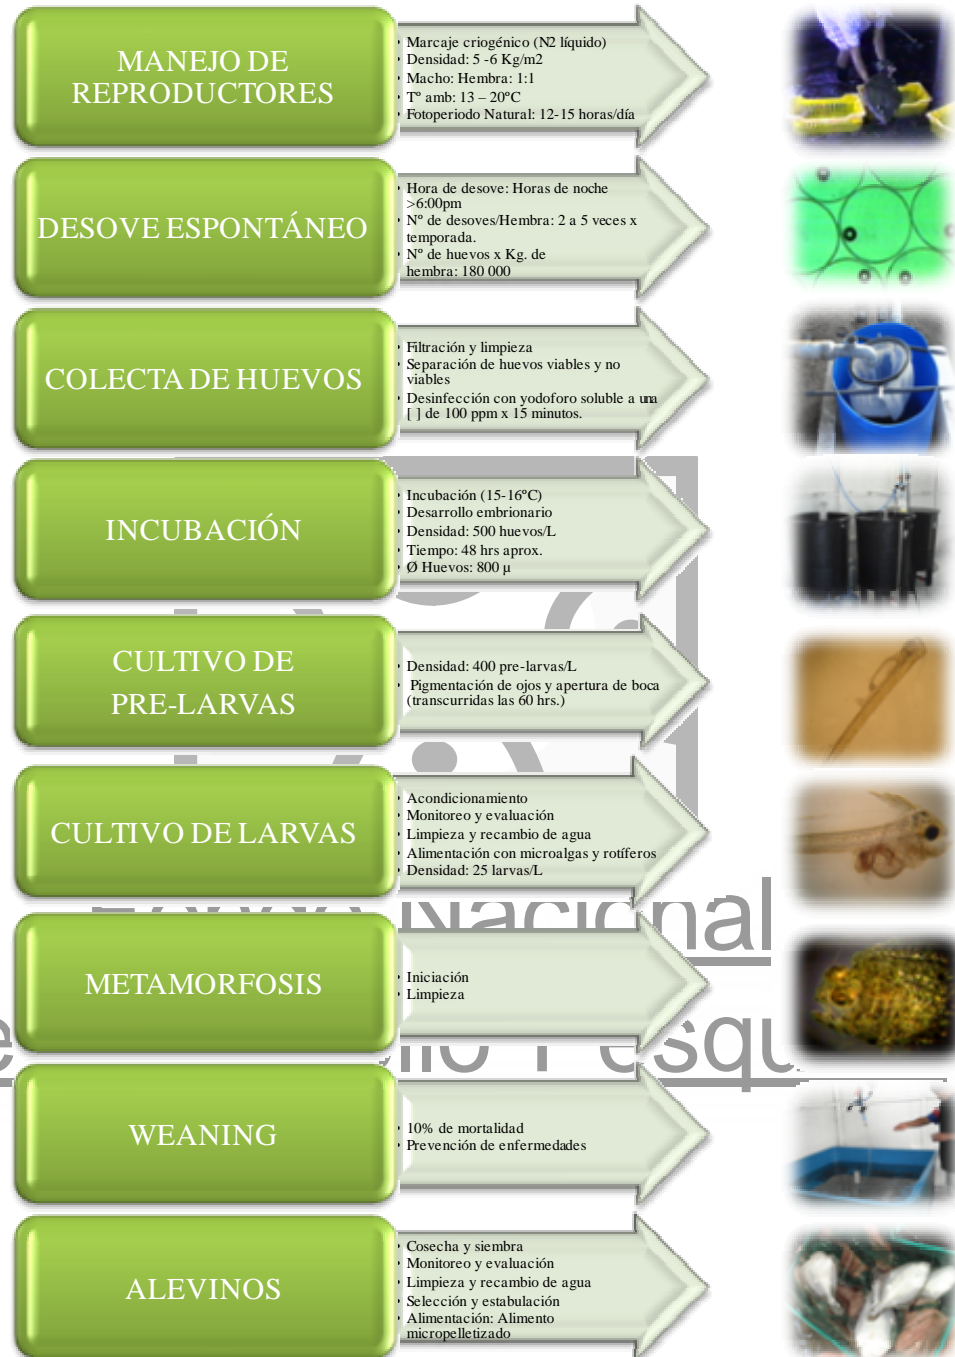 MANEJO DE
REPRODUCTORES
• Marcaje criogénico (N2 líquido)
• Densidad: 5 -6 Kg/m2
• Macho: Hembra: 1:1
• Tº amb: 13 – 20ºC
• Fotoperiodo Natural: 12-15 horas/día
DESOVE ESPONTÁNEO
• Hora de desove: Horas de noche
>6:00pm
• Nº de desoves/Hembra: 2 a 5 veces x
temporada.
• Nº de huevos x Kg. de
hembra: 180 000
COLECTA DE HUEVOS
• Filtración y limpieza
• Separación de huevos viables y no
viables
• Desinfección con yodoforo soluble a una
[ ] de 100 ppm x 15 minutos.
INCUBACIÓN
• Incubación (15-16ºC)
• Desarrollo embrionario
• Densidad: 500 huevos/L
• Tiempo: 48 hrs aprox.
• Ø Huevos: 800 µ
CULTIVO DE
PRE-LARVAS
• Densidad: 400 pre-larvas/L
• Pigmentación de ojos y apertura de boca
(transcurridas las 60 hrs.)
CULTIVO DE LARVAS
• Acondicionamiento
• Monitoreo y evaluación
• Limpieza y recambio de agua
• Alimentación con microalgas y rotíferos
• Densidad: 25 larvas/L
Nacional
METAMORFOSIS
• Iniciación
• Limpieza
WEANING
• 10% de mortalidad
• Prevención de enfermedades
ALEVINOS
• Cosecha y siembra
• Monitoreo y evaluación
• Limpieza y recambio de agua
• Selección y estabulación
• Alimentación: Alimento
micropelletizado